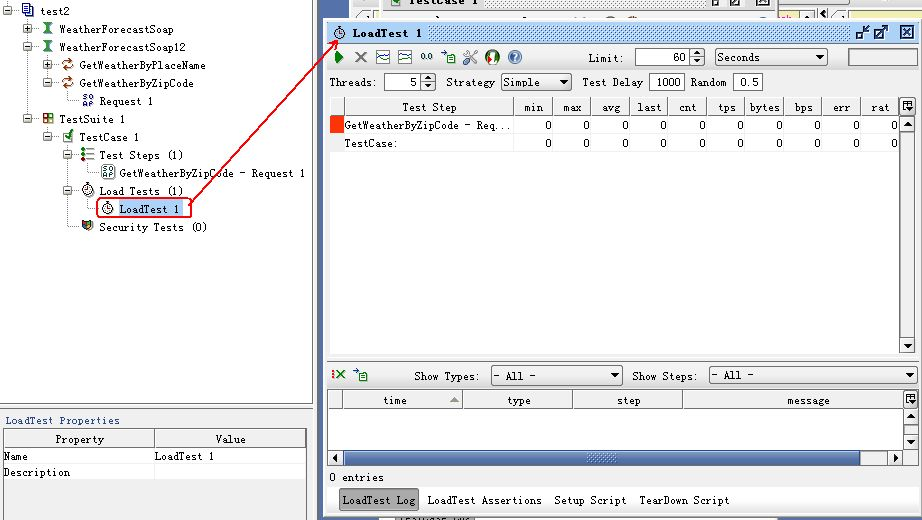 test2
WeatherForecastSoap
WeatherForecastSoap12
GetWeatherByPlaceName
GetWeatherByZipCode
Request 1
TestSuite 1
TestCase 1
Test Steps (1)
GetWeatherByZipCode - Request 1
Load Tests (1)
LoadTest 1
Security Tests (0)
LoadTest Properties
Property Value
Name LoadTest 1
Description
TestCase 1
LoadTest 1
0.0 Limit: 60 Seconds
Threads: 5 Strategy Simple Test Delay 1000 Random 0.5
Test Step min max avg last cnt tps bytes bps err rat
GetWeatherByZipCode - Req... 0 0 0 0 0 0 0 0 0 0
TestCase: 0 0 0 0 0 0 0 0 0 0
Show Types: - All - Show Steps: - All -
time type step message
0 entries
LoadTest Log LoadTest Assertions Setup Script TearDown Script